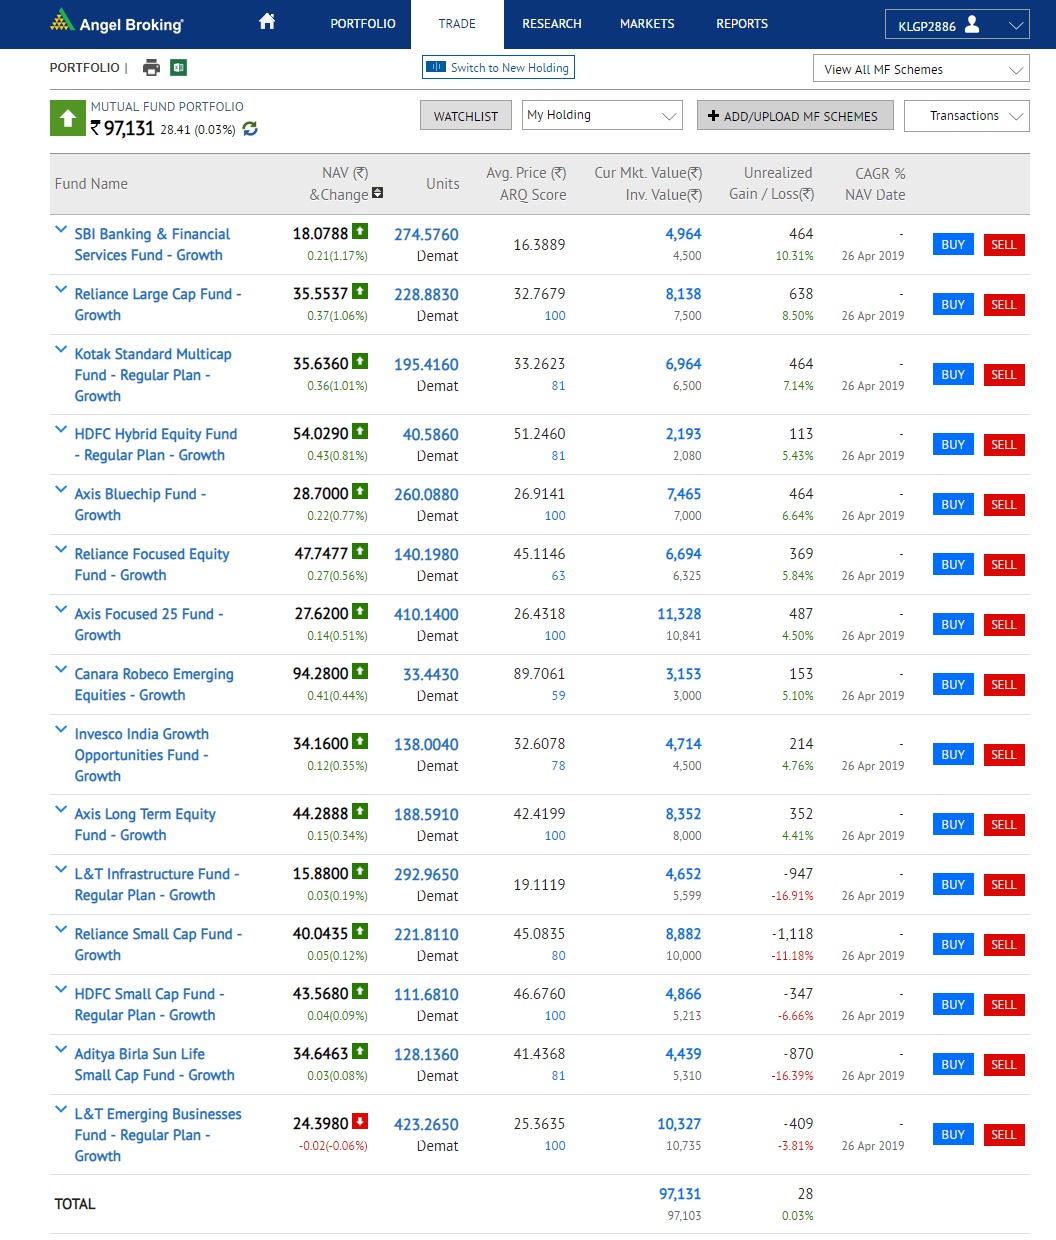 Angel Broking
PORTFOLIO TRADE RESEARCH MARKETS REPORTS KLGP2886
PORTFOLIO | Switch to New Holding View All MF Schemes
MUTUAL FUND PORTFOLIO
₹ 97,131 28.41 (0.03%)
WATCHLIST My Holding + ADD/UPLOAD MF SCHEMES Transactions
Fund Name NAV (₹) &Change Units Avg. Price (₹) ARQ Score Cur Mkt. Value(₹) Inv. Value(₹) Unrealized Gain / Loss(₹) CAGR % NAV Date
SBI Banking & Financial 18.0788 274.5760 16.3889 4,964 464 - BUY SELL
Services Fund - Growth 0.21(1.17%) Demat 4,500 10.31% 26 Apr 2019
Reliance Large Cap Fund - 35.5537 228.8830 32.7679 8,138 638 - BUY SELL
Growth 0.37(1.06%) Demat 100 7,500 8.50% 26 Apr 2019
Kotak Standard Multicap
Fund - Regular Plan - 35.6360 195.4160 33.2623 6,964 464 - BUY SELL
Growth 0.36(1.01%) Demat 81 6,500 7.14% 26 Apr 2019
HDFC Hybrid Equity Fund 54.0290 40.5860 51.2460 2,193 113 - BUY SELL
- Regular Plan - Growth 0.43(0.81%) Demat 81 2,080 5.43% 26 Apr 2019
Axis Bluechip Fund - 28.7000 260.0880 26.9141 7,465 464 - BUY SELL
Growth 0.22(0.77%) Demat 100 7,000 6.64% 26 Apr 2019
Reliance Focused Equity 47.7477 140.1980 45.1146 6,694 369 - BUY SELL
Fund - Growth 0.27(0.56%) Demat 63 6,325 5.84% 26 Apr 2019
Axis Focused 25 Fund - 27.6200 410.1400 26.4318 11,328 487 - BUY SELL
Growth 0.14(0.51%) Demat 100 10,841 4.50% 26 Apr 2019
Canara Robeco Emerging 94.2800 33.4430 89.7061 3,153 153 - BUY SELL
Equities - Growth 0.41(0.44%) Demat 59 3,000 5.10% 26 Apr 2019
Invesco India Growth
Opportunities Fund - 34.1600 138.0040 32.6078 4,714 214 - BUY SELL
Growth 0.12(0.35%) Demat 78 4,500 4.76% 26 Apr 2019
Axis Long Term Equity 44.2888 188.5910 42.4199 8,352 352 - BUY SELL
Fund - Growth 0.15(0.34%) Demat 100 8,000 4.41% 26 Apr 2019
L&T Infrastructure Fund - 15.8800 292.9650 19.1119 4,652 -947 - BUY SELL
Regular Plan - Growth 0.03(0.19%) Demat 5,599 -16.91% 26 Apr 2019
Reliance Small Cap Fund - 40.0435 221.8110 45.0835 8,882 -1,118 - BUY SELL
Growth 0.05(0.12%) Demat 80 10,000 -11.18% 26 Apr 2019
HDFC Small Cap Fund - 43.5680 111.6810 46.6760 4,866 -347 - BUY SELL
Regular Plan - Growth 0.04(0.09%) Demat 100 5,213 -6.66% 26 Apr 2019
Aditya Birla Sun Life 34.6463 128.1360 41.4368 4,439 -870 - BUY SELL
Small Cap Fund - Growth 0.03(0.08%) Demat 81 5,310 -16.39% 26 Apr 2019
L&T Emerging Businesses
Fund - Regular Plan - 24.3980 423.2650 25.3635 10,327 -409 - BUY SELL
Growth -0.02(-0.06%) Demat 100 10,735 -3.81% 26 Apr 2019
TOTAL 97,131 28
97,103 0.03%